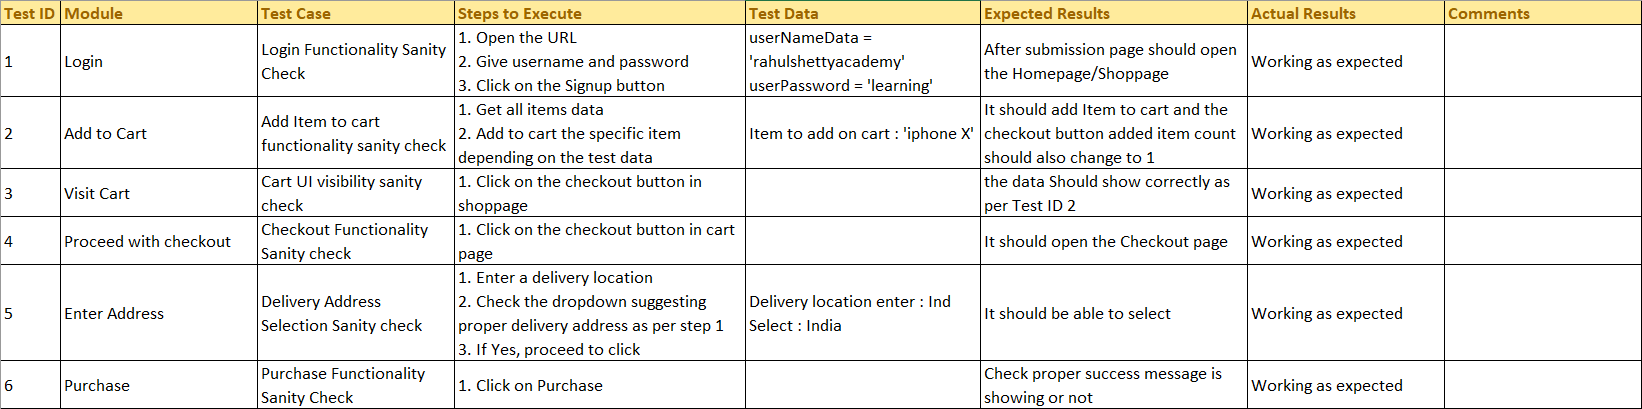 Test ID Module Test Case Steps to Execute Test Data Expected Results Actual Results Comments
1
Login
Login Functionality Sanity
Check
1. Open the URL
2. Give username and password
3. Click on the Signup button
userNameData =
'rahulshettyacademy'
userPassword = 'learning'
After submission page should open
the Homepage/Shoppage
Working as expected
2
Add to Cart
Add Item to cart
functionality sanity check
1. Get all items data
2. Add to cart the specific item
depending on the test data
Item to add on cart : 'iphone X'
It should add Item to cart and the
checkout button added item count
should also change to 1
Working as expected
3
Visit Cart
Cart UI visibility sanity
check
1. Click on the checkout button in
shoppage
the data Should show correctly as
per Test ID 2
Working as expected
4
Proceed with checkout
Checkout Functionality
Sanity check
1. Click on the checkout button in cart
page
It should open the Checkout page
Working as expected
5
Enter Address
Delivery Address
Selection Sanity check
1. Enter a delivery location
2. Check the dropdown suggesting
proper delivery address as per step 1
3. If Yes, proceed to click
Delivery location enter : Ind
Select : India
It should be able to select
Working as expected
6
Purchase
Purchase Functionality
Sanity Check
1. Click on Purchase
Check proper success message is
showing or not
Working as expected